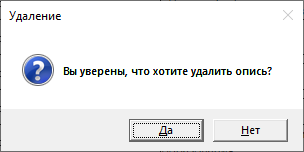 Удаление
Вы уверены, что хотите удалить опись?
Да
Нет